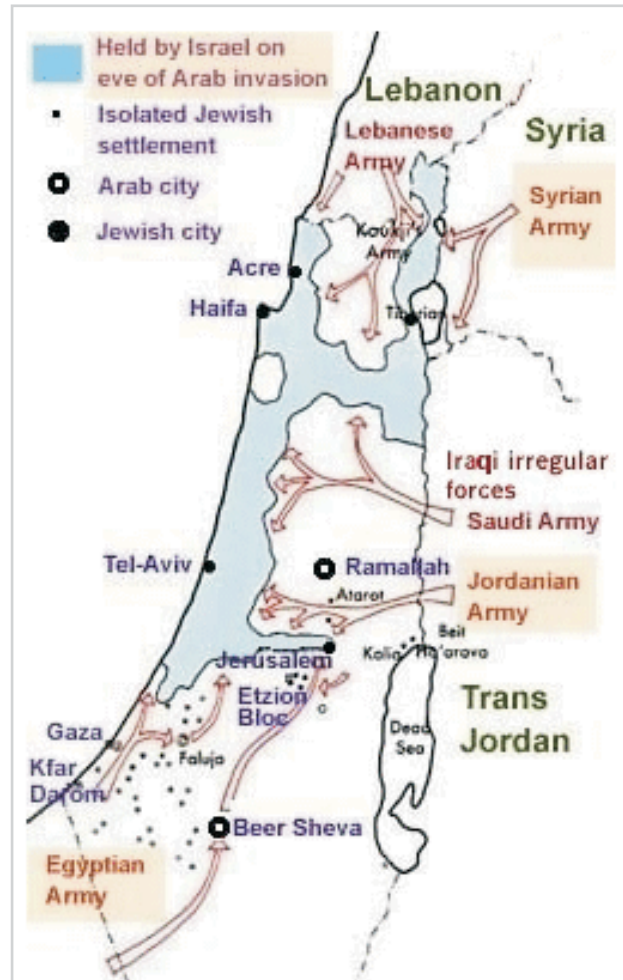 Held by Israel on
eve of Arab invasion
Isolated Jewish
settlement
Arab city
Jewish city
Lebanon
Syria
Lebanese
Army
Syrian
Army
Kaukji's
Army
Acre
Haifa
Iraqi irregular
forces
Saudi Army
Tel-Aviv
Ramallah
Atarot
Jordanian
Army
Jerusalem
Kalia
Beit
Ha'arava
Etzion
Bloc
Trans
Jordan
Gaza
Faluja
Dead
Sea
Kfar
Darom
Beer Sheva
Egyptian
Army